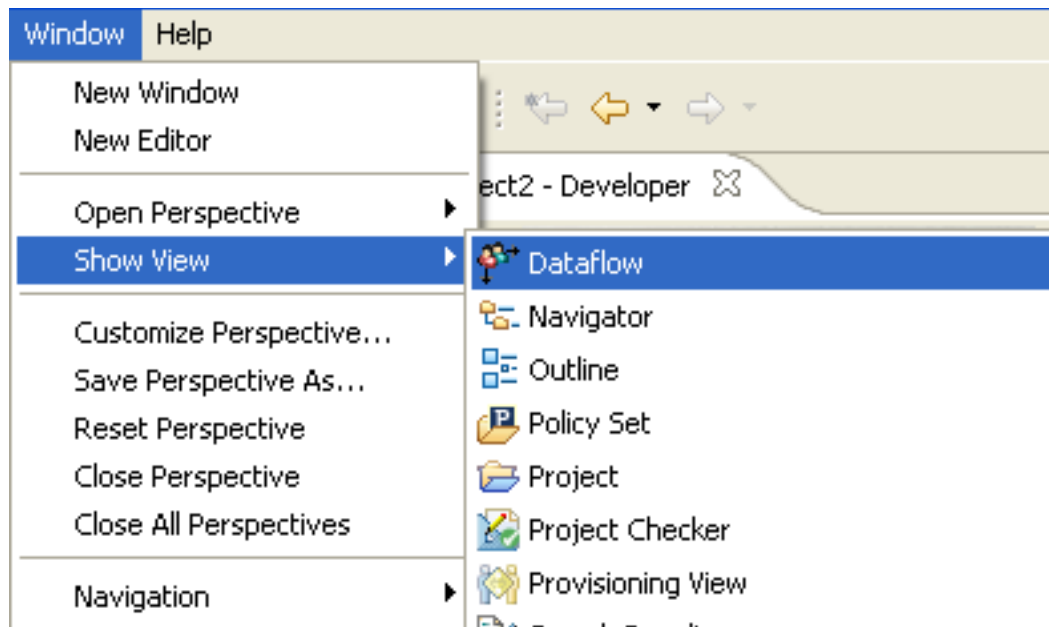 Window Help
New Window
New Editor
ect2 - Developer
Open Perspective
Show View
Dataflow
Navigator
Outline
Policy Set
Project
Project Checker
Provisioning View
Customize Perspective...
Save Perspective As...
Reset Perspective
Close Perspective
Close All Perspectives
Navigation